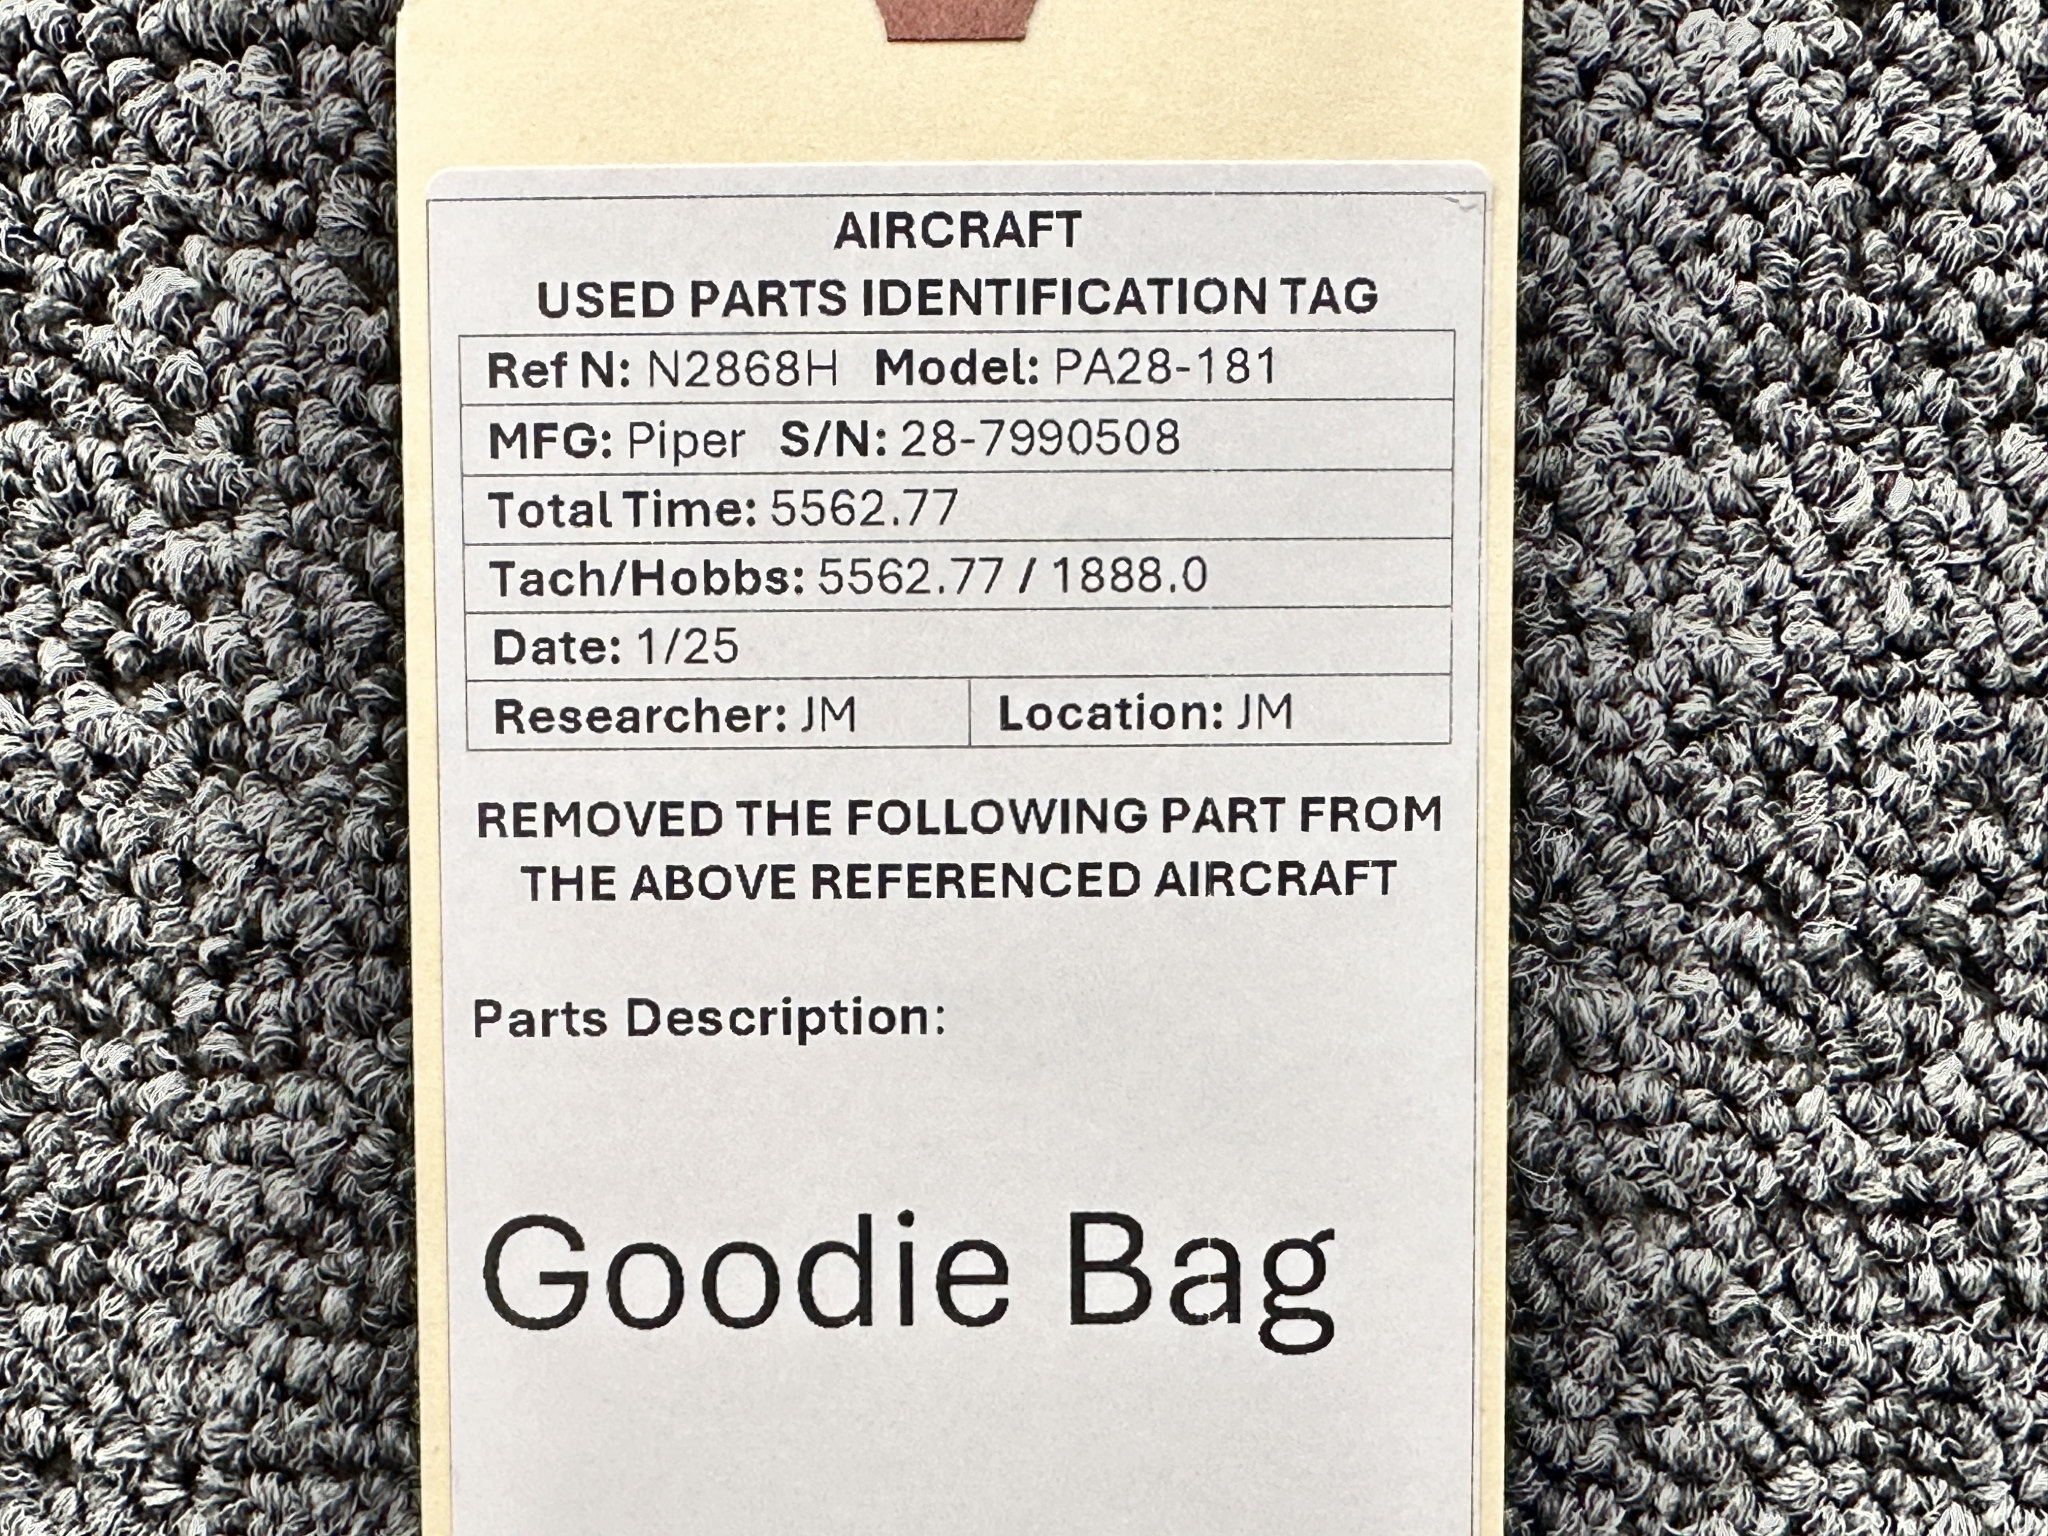 AIRCRAFT
USED PARTS IDENTIFICATION TAG
Ref N: N2868H Model: PA28-181
MFG: Piper S/N: 28-7990508
Total Time: 5562.77
Tach/Hobbs: 5562.77 / 1888.0
Date: 1/25
Researcher: JM Location: JM
REMOVED THE FOLLOWING PART FROM
THE ABOVE REFERENCED AIRCRAFT
Parts Description:
Goodie Bag